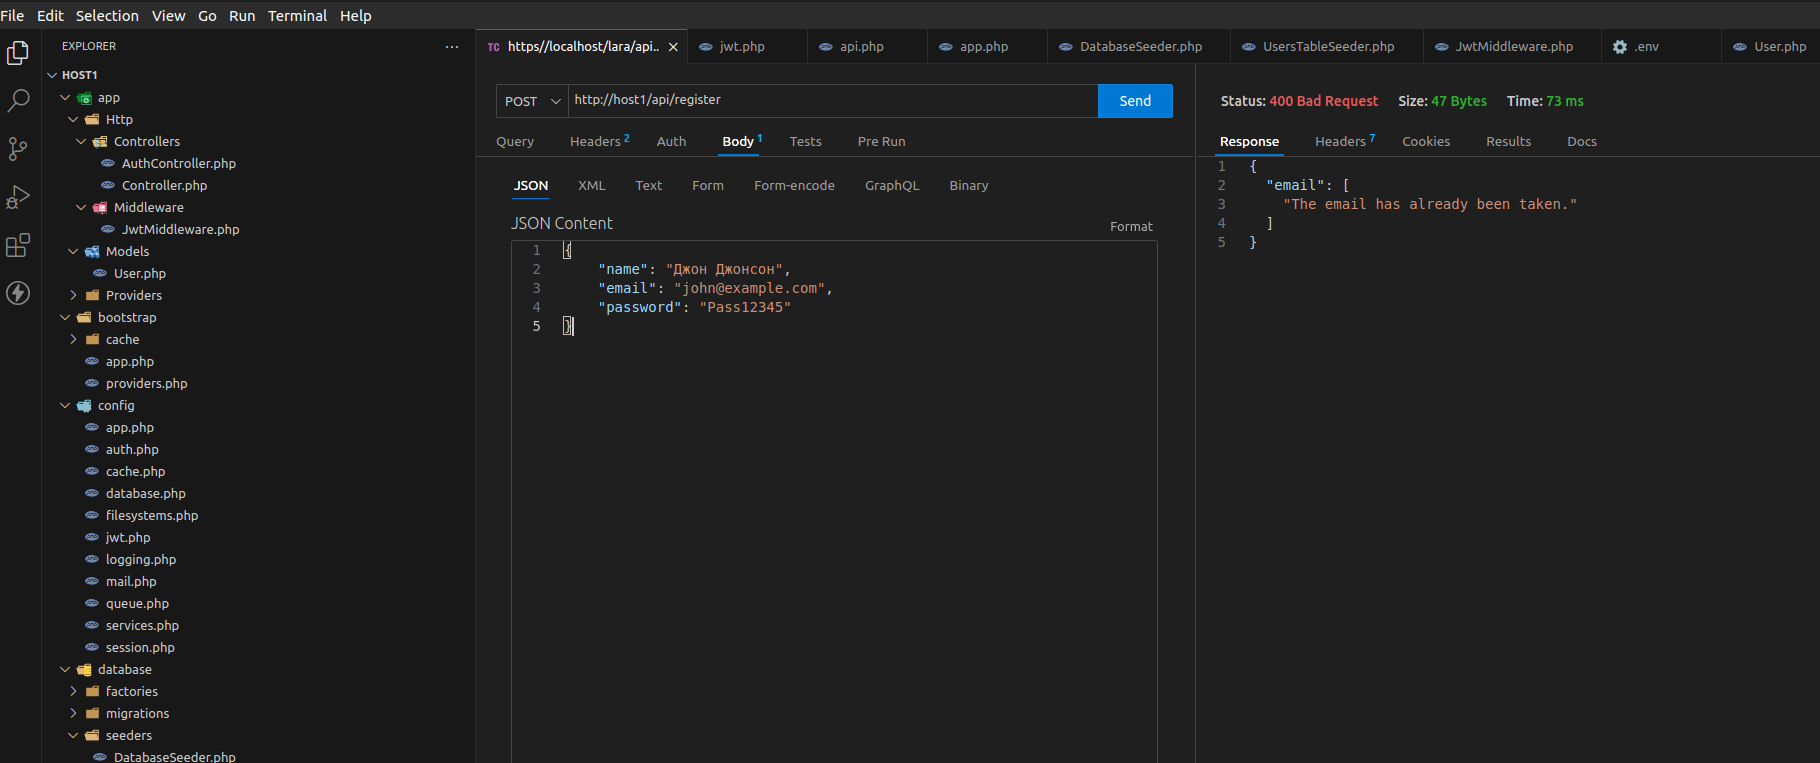 File Edit Selection View Go Run Terminal Help
EXPLORER ...
HOST1
app
Http
Controllers
AuthController.php
Controller.php
Middleware
JwtMiddleware.php
Models
User.php
Providers
bootstrap
cache
app.php
providers.php
config
app.php
auth.php
cache.php
database.php
filesystems.php
jwt.php
logging.php
mail.php
queue.php
services.php
session.php
database
factories
migrations
seeders
DatabaseSeeder.php
TC https//localhost/lara/api.. jwt.php api.php app.php DatabaseSeeder.php UsersTableSeeder.php JwtMiddleware.php .env User.php
POST http://host1/api/register Send
Query Headers 2 Auth Body 1 Tests Pre Run
JSON XML Text Form Form-encode GraphQL Binary
JSON Content
Format
1 {
2 "name": "Джон Джонсон",
3 "email": "john@example.com",
4 "password": "Pass12345"
5 }
Status: 400 Bad Request Size: 47 Bytes Time: 73 ms
Response Headers 7 Cookies Results Docs
1 {
2 "email": [
3 "The email has already been taken."
4 ]
5 }